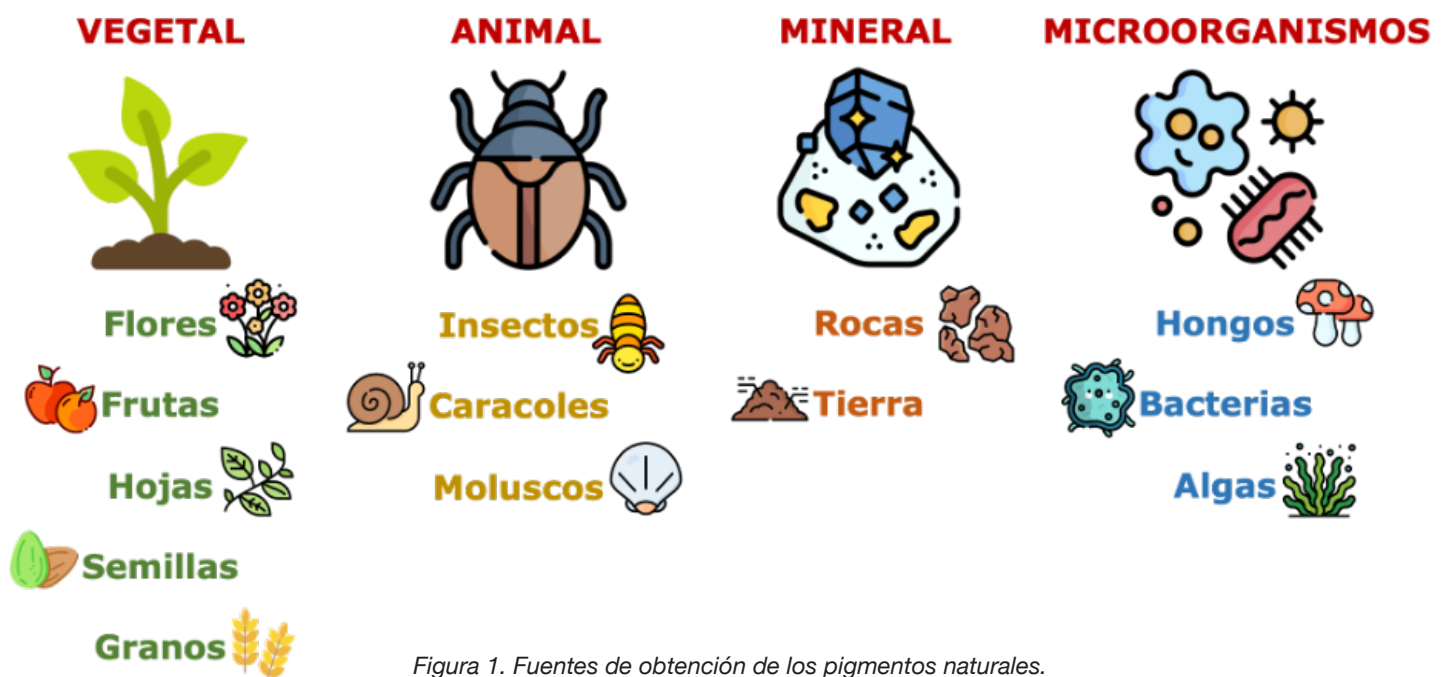 VEGETAL
Flores
Frutas
Hojas
Semillas
Granos
ANIMAL
Insectos
Caracoles
Moluscos
MINERAL
Rocas
Tierra
MICROORGANISMOS
Hongos
Bacterias
Algas
Figura 1. Fuentes de obtención de los pigmentos naturales.